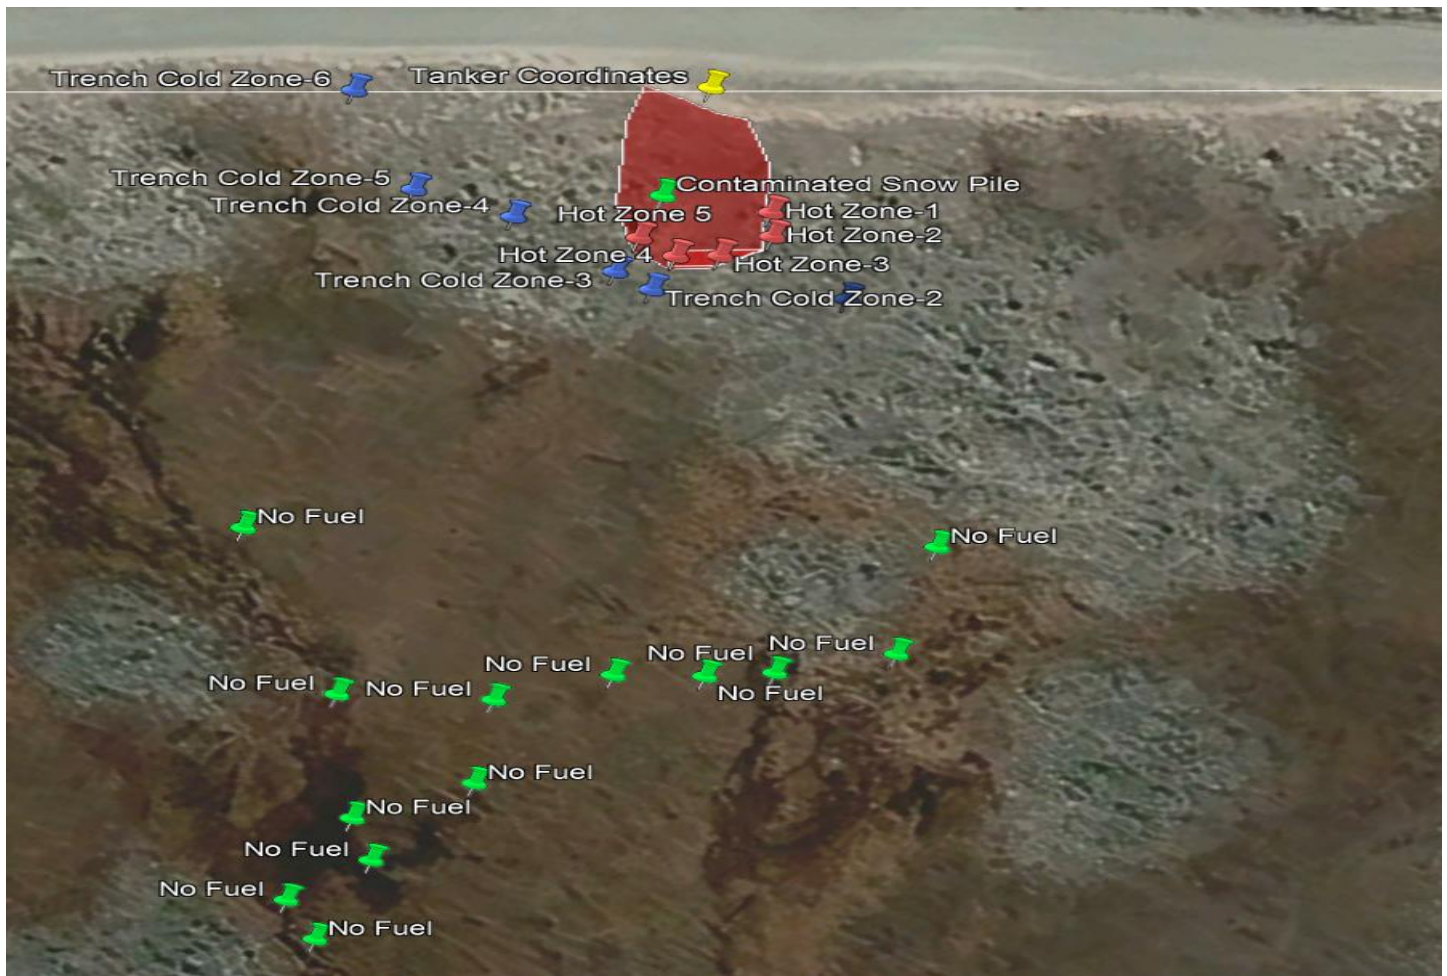 Trench Cold Zone-6
Tanker Coordinates
Trench Cold Zone-5
Contaminated Snow Pile
Trench Cold Zone-4
Hot Zone 5
Hot Zone-1
Hot Zone-2
Hot Zone-4
Hot Zone-3
Trench Cold Zone-3
Trench Cold Zone-2
No Fuel
No Fuel
No Fuel
No Fuel
No Fuel
No Fuel
No Fuel
No Fuel
No Fuel
No Fuel
No Fuel
No Fuel
No Fuel